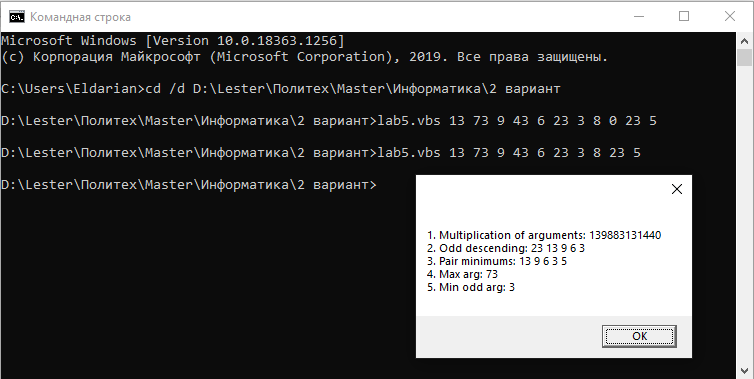 Командная строка
Microsoft Windows [Version 10.0.18363.1256]
(c) Корпорация Майкрософт (Microsoft Corporation), 2019. Все права защищены.
C:\Users\Eldarian>cd /d D:\Lester\Политех\Master\Информатика\2 вариант
D:\Lester\Политех\Master\Информатика\2 вариант>lab5.vbs 13 73 9 43 6 23 3 8 0 23 5
D:\Lester\Политех\Master\Информатика\2 вариант>lab5.vbs 13 73 9 43 6 23 3 8 23 5
D:\Lester\Политех\Master\Информатика\2 вариант>
1. Multiplication of arguments: 139883131440
2. Odd descending: 23 13 9 6 3
3. Pair minimums: 13 9 6 3 5
4. Max arg: 73
5. Min odd arg: 3
OK